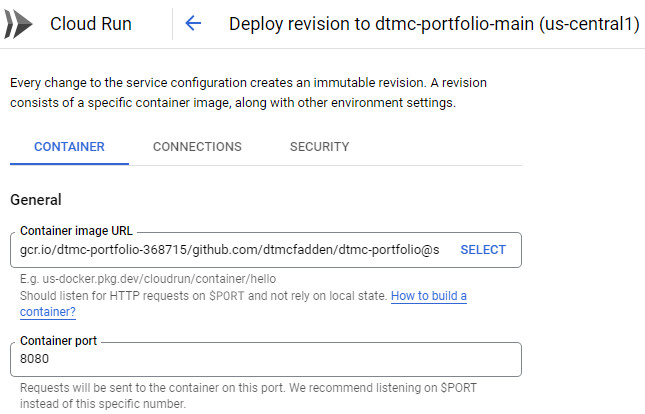 Cloud Run
Deploy revision to dtmc-portfolio-main (us-central1)
Every change to the service configuration creates an immutable revision. A revision
consists of a specific container image, along with other environment settings.
CONTAINER CONNECTIONS SECURITY
General
Container image URL
gcr.io/dtmc-portfolio-368715/github.com/dtmcfadden/dtmc-portfolio@s SELECT
E.g. us-docker.pkg.dev/cloudrun/container/hello
Should listen for HTTP requests on $PORT and not rely on local state. How to build a
container?
Container port
8080
Requests will be sent to the container on this port. We recommend listening on $PORT
instead of this specific number.